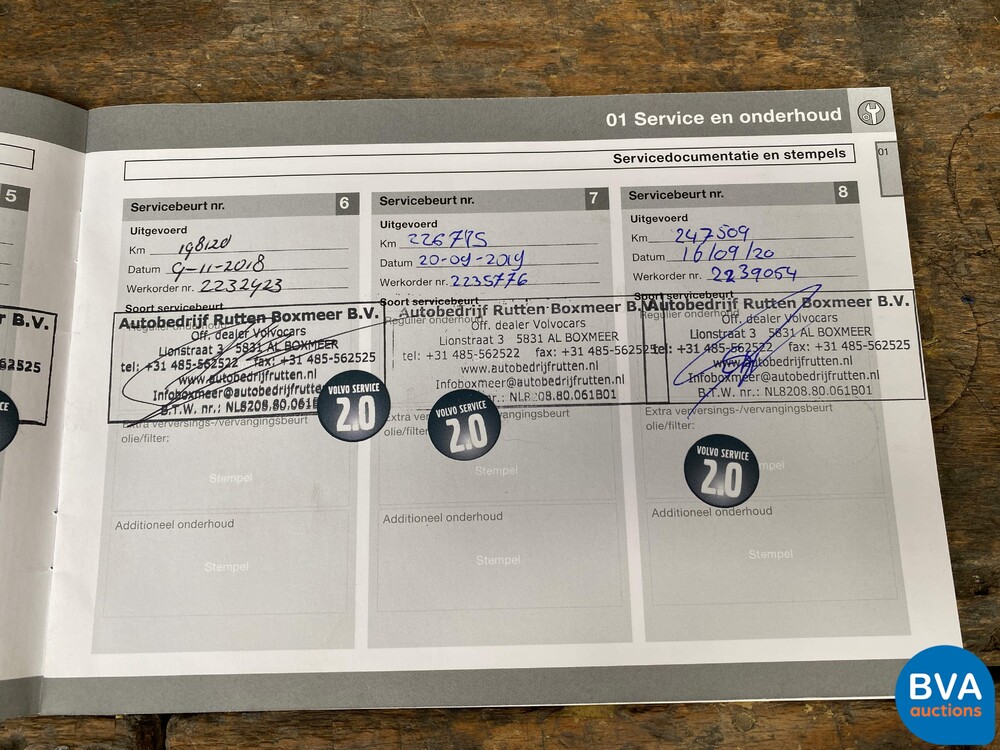 01 Service en onderhoud
Servicedocumentatie en stempels
01
5
r B.V.
562525
CE
Servicebeurt nr. 6
Uitgevoerd
Km 198120
Datum 9-11-2018
Werkorder nr. 2232423
Soort servicebeurt
Regulier onderhoud
Autobedrijf Rutten Boxmeer B.V.
Off. dealer Volvocars
Lionstraat 3 5831 AL BOXMEER
tel: +31 485-562522 fax: +31 485-562525
www.autobedrijfrutten.nl
Infoboxmeer@autobedrijfrutten
B.T.W. nr.: NL8208.80.061B
VOLVO SERVICE
2.0
Extra verversings-/vervangingsbeurt
olie/filter:
Stempel
Additioneel onderhoud
Stempel
Servicebeurt nr. 7
Uitgevoerd
Km 226775
Datum 20-09-2019
Werkorder nr. 2235776
Soort servicebeurt
Regulier onderhoud
Autobedrijf Rutten Boxmeer B.V.
Off. dealer Volvocars
Lionstraat 3 5831 AL BOXMEER
tel: +31 485-562522 fax: +31 485-562525
www.autobedrijfrutten.nl
Infoboxmeer@autobedrijfrutten.nl
nr.: NL8208.80.061B01
VOLVO SERVICE
2.0
Extra
olie/filter:
Stempel
Additioneel onderhoud
Stempel
Servicebeurt nr. 8
Uitgevoerd
Km 247509
Datum 16/09/20
Werkorder nr. 2239054
Soort servicebeurt
Regulier onderhoud
Autobedrijf Rutten Boxmeer B.V.
Off. dealer Volvocars
Lionstraat 3 5831 AL BOXMEER
tel: +31 485-562522 fax: +31 485-562525
www.autobedrijfrutten.nl
Infoboxmeer@autobedrijfrutten.nl
B.T.W. nr.: NL8208.80.061B01
Extra verversings-/vervangingsbeurt
olie/filter:
VOLVO SERVICE
2.0
mpel
Additioneel onderhoud
Stempel
BVA
auctions